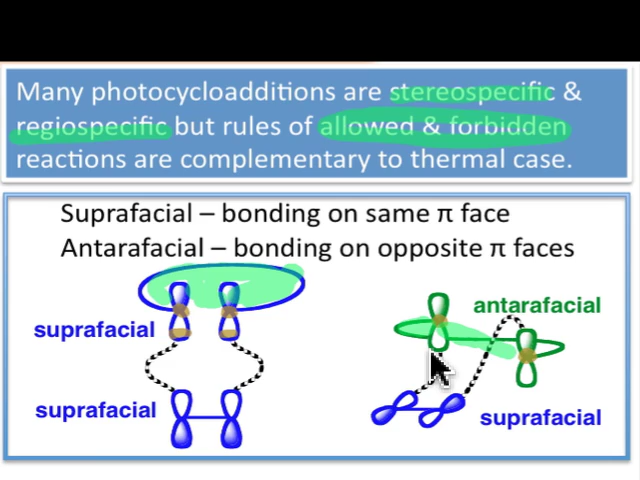 Many photocycloadditions are stereospecific &
regiospecific but rules of allowed & forbidden
reactions are complementary to thermal case.
Suprafacial – bonding on same π face
Antarafacial – bonding on opposite π faces
suprafacial
suprafacial
antarafacial
suprafacial